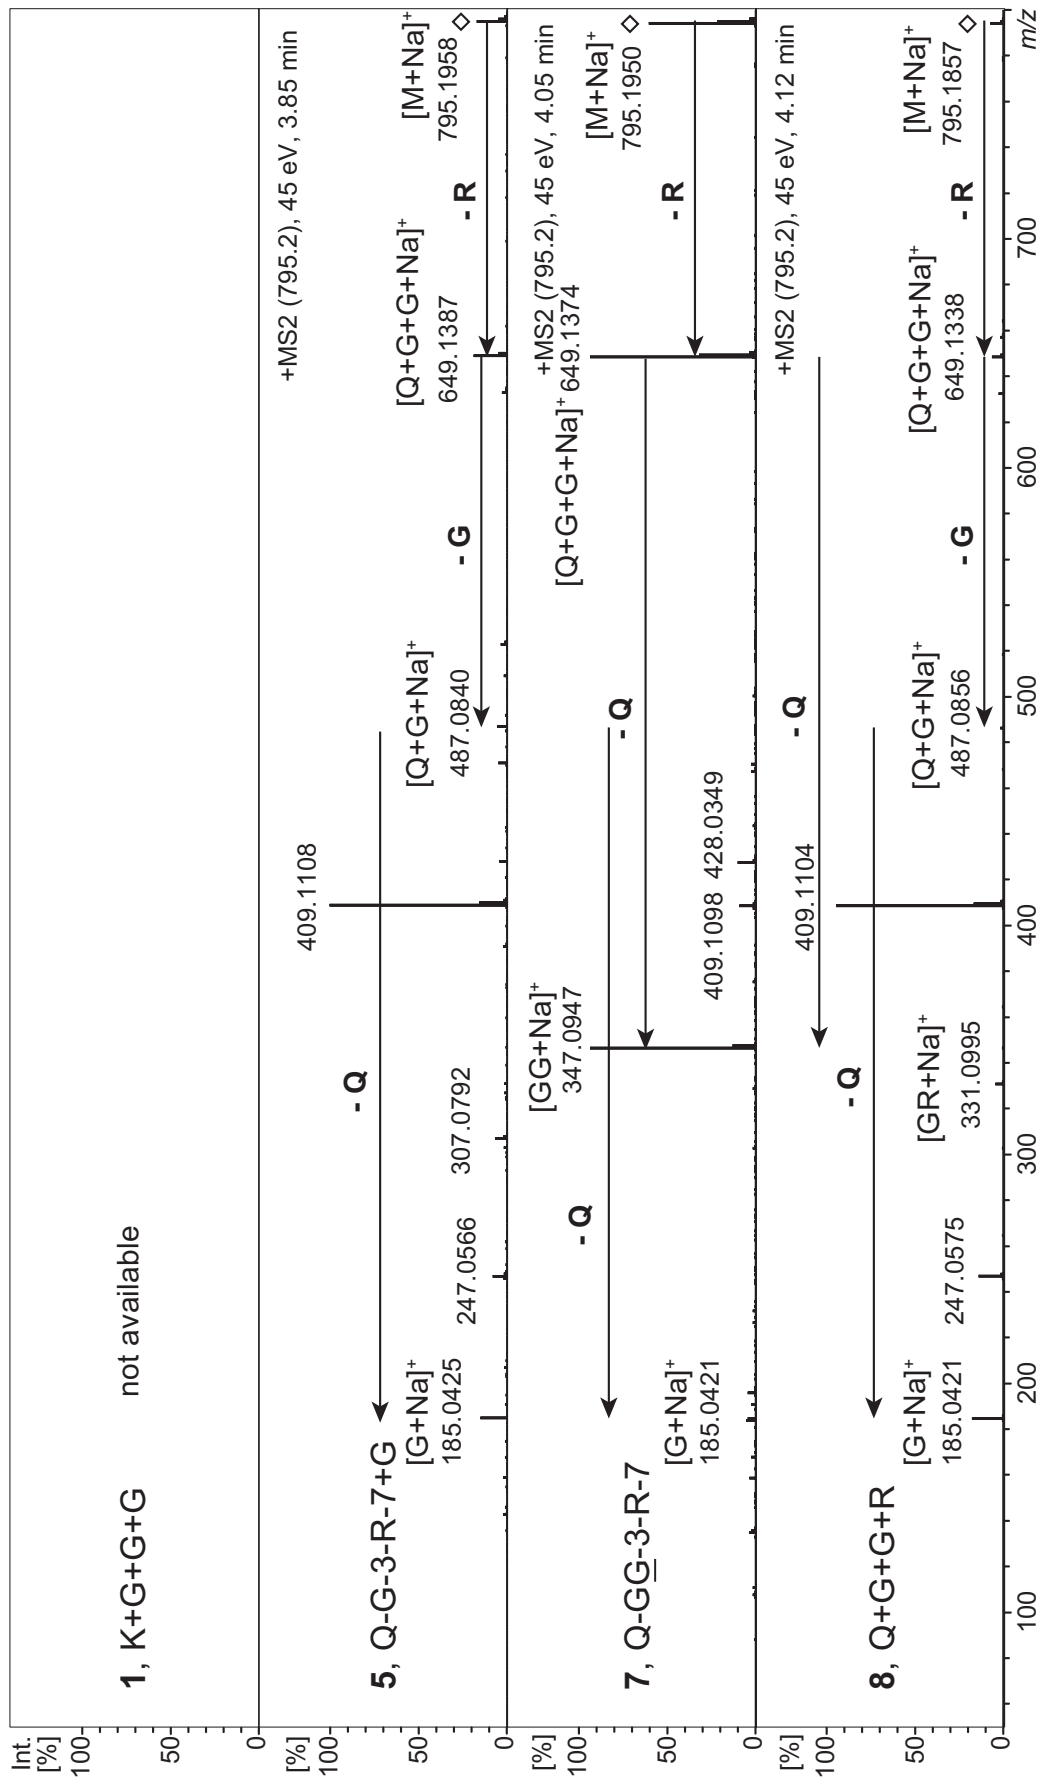 Int.
[%]
100
50
0
1, K+G+G+G
not available
[%]
100
50
0
5, Q-G-3-R-7+G
+MS2 (795.2), 45 eV, 3.85 min
[G+Na]⁺
185.0425
247.0566
307.0792
- Q
409.1108
[Q+G+Na]⁺
487.0840
- G
[Q+G+G+Na]⁺
649.1387
- R
[M+Na]⁺
795.1958
[%]
100
50
0
7, Q-GG-3-R-7
+MS2 (795.2), 45 eV, 4.05 min
[G+Na]⁺
185.0421
- Q
[GG+Na]⁺
347.0947
409.1098 428.0349
- Q
[Q+G+G+Na]⁺ 649.1374
- R
[M+Na]⁺
795.1950
[%]
100
50
0
8, Q+G+G+R
+MS2 (795.2), 45 eV, 4.12 min
[G+Na]⁺
185.0421
247.0575
[GR+Na]⁺
331.0995
- Q
409.1104
- Q
[Q+G+Na]⁺
487.0856
- G
[Q+G+G+Na]⁺
649.1338
- R
[M+Na]⁺
795.1857
100 200 300 400 500 600 700 m/z